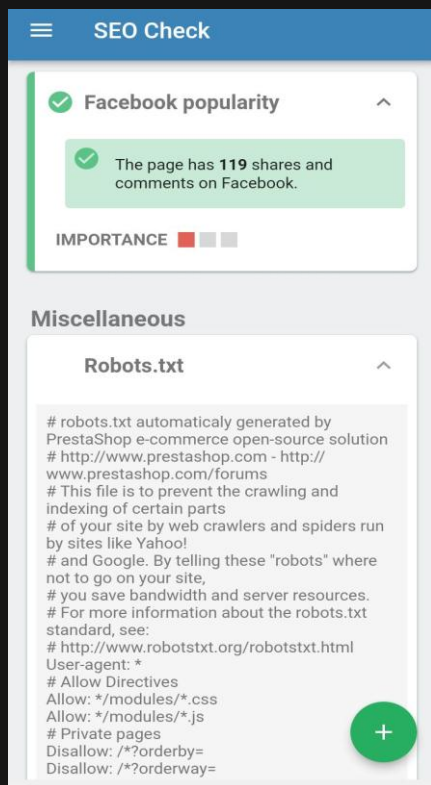 SEO Check
Facebook popularity
The page has 119 shares and
comments on Facebook.
IMPORTANCE
Miscellaneous
Robots.txt
# robots.txt automaticaly generated by
PrestaShop e-commerce open-source solution
# http://www.prestashop.com - http://
www.prestashop.com/forums
# This file is to prevent the crawling and
indexing of certain parts
# of your site by web crawlers and spiders run
by sites like Yahoo!
# and Google. By telling these "robots" where
not to go on your site,
# you save bandwidth and server resources.
# For more information about the robots.txt
standard, see:
# http://www.robotstxt.org/robotstxt.html
User-agent: *
# Allow Directives
Allow: */modules/*.css
Allow: */modules/*.js
# Private pages
Disallow: /*?orderby=
Disallow: /*?orderway=